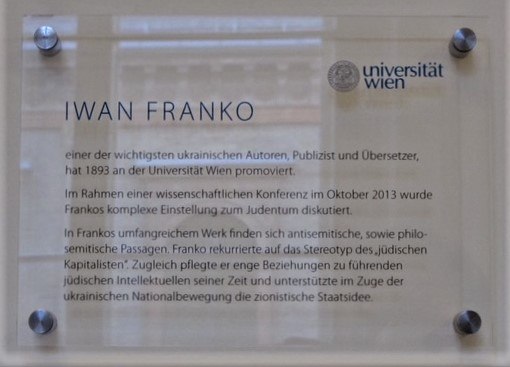 universität
wien
IWAN FRANKO
einer der wichtigsten ukrainischen Autoren, Publizist und Übersetzer,
hat 1893 an der Universität Wien promoviert.
Im Rahmen einer wissenschaftlichen Konferenz im Oktober 2013 wurde
Frankos komplexe Einstellung zum Judentum diskutiert.
In Frankos umfangreichem Werk finden sich antisemitische, sowie philo-
semitische Passagen. Franko rekurrierte auf das Stereotyp des „jüdischen
Kapitalisten“. Zugleich pflegte er enge Beziehungen zu führenden
jüdischen Intellektuellen seiner Zeit und unterstützte im Zuge der
ukrainischen Nationalbewegung die zionistische Staatsidee.